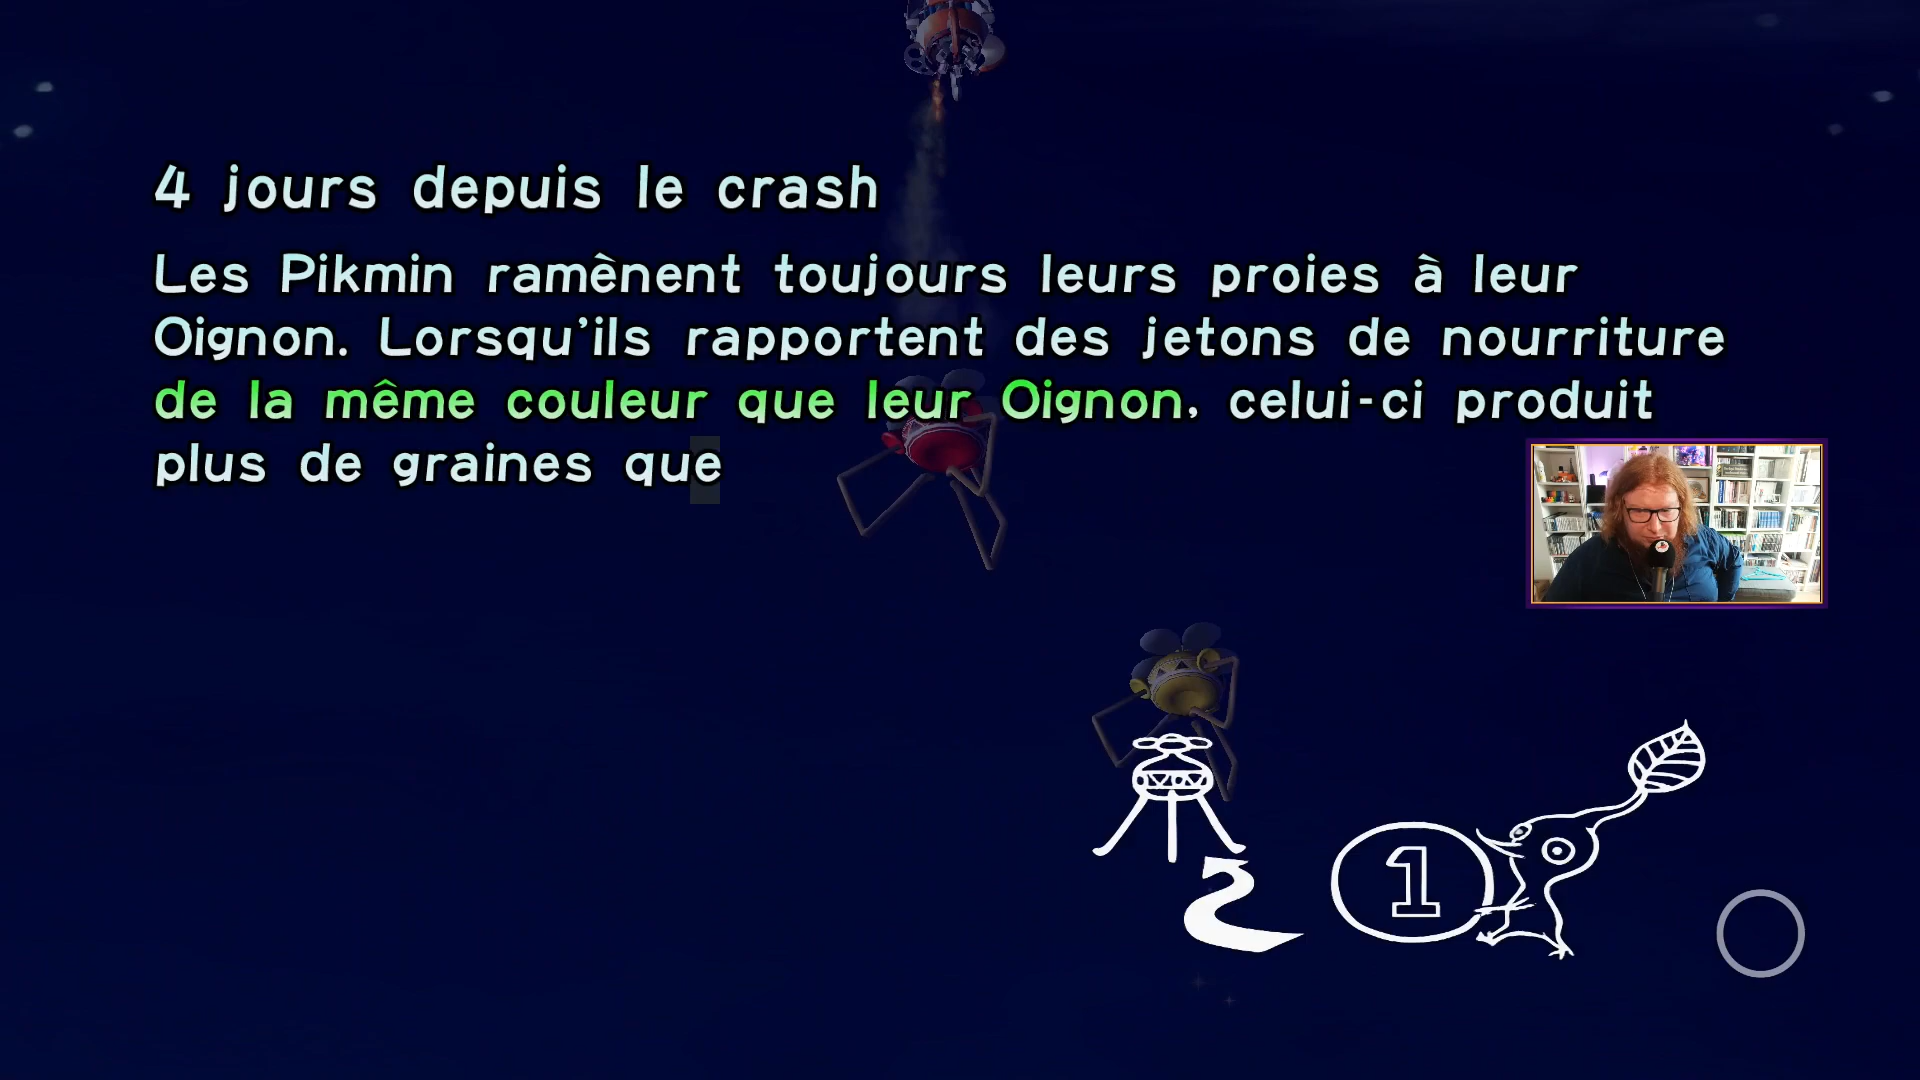 4 jours depuis le crash
Les Pikmin ramènent toujours leurs proies à leur
Oignon. Lorsqu'ils rapportent des jetons de nourriture
de la même couleur que leur Oignon, celui-ci produit
plus de graines que
1